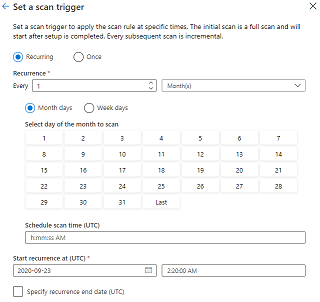 Set a scan trigger
Set a scan trigger to apply the scan rule at specific times. The initial scan is a full scan and will
start after setup is completed. Every subsequent scan is incremental.
Recurring Once
Recurrence *
Every 1 Month(s)
Month days Week days
Select day of the month to scan
1 2 3 4 5 6 7
8 9 10 11 12 13 14
15 16 17 18 19 20 21
22 23 24 25 26 27 28
29 30 31 Last
Schedule scan time (UTC)
h:mm:ss AM
Start recurrence at (UTC) *
2020-09-23 2:20:00 AM
Specify recurrence end date (UTC)